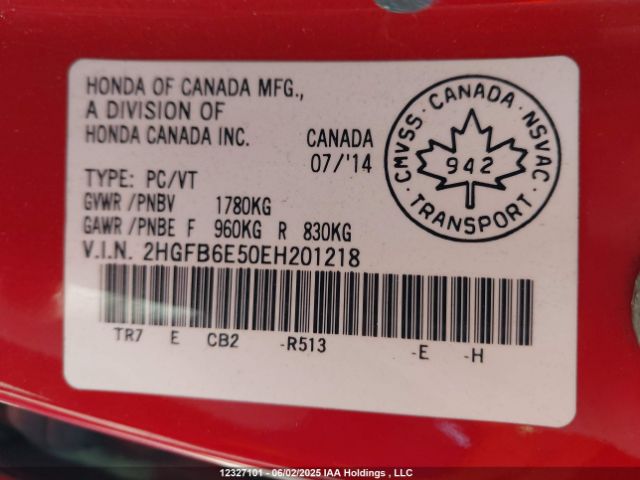 HONDA OF CANADA MFG.,
A DIVISION OF
HONDA CANADA INC.
CANADA
07/'14
TYPE: PC/VT
GVWR /PNBV 1780KG
GAWR /PNBE F 960KG R 830KG
V.I.N. 2HGFB6E50EH201218
TR7 E CB2 -R513 -E -H
CMVSS • CANADA • NSVAC
942
• TRANSPORT •
12327101 - 06/02/2025 IAA Holdings , LLC